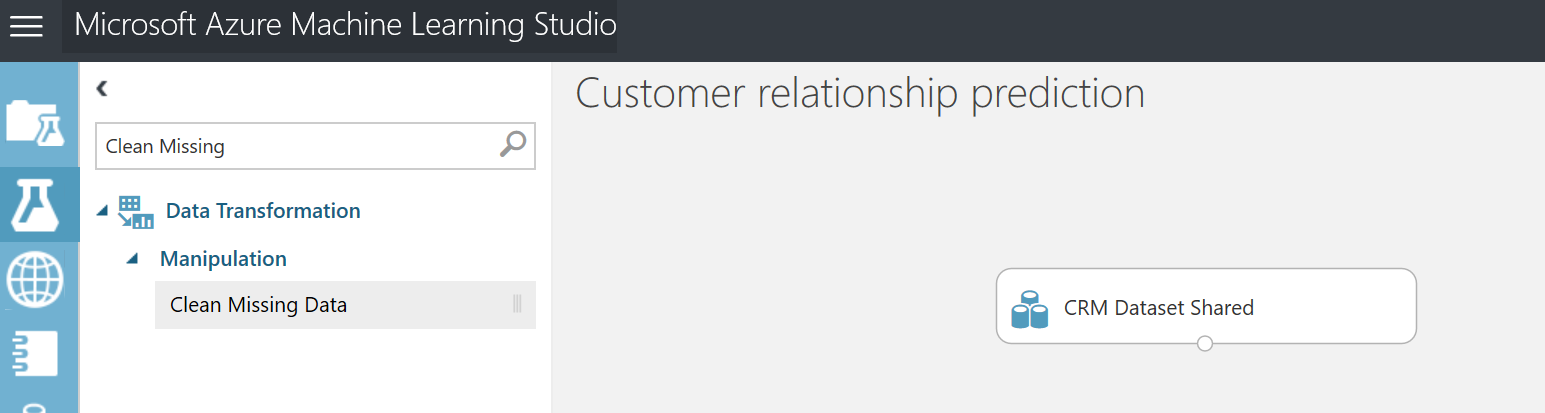 Microsoft Azure Machine Learning Studio
Customer relationship prediction
Clean Missing
Data Transformation
Manipulation
Clean Missing Data
CRM Dataset Shared